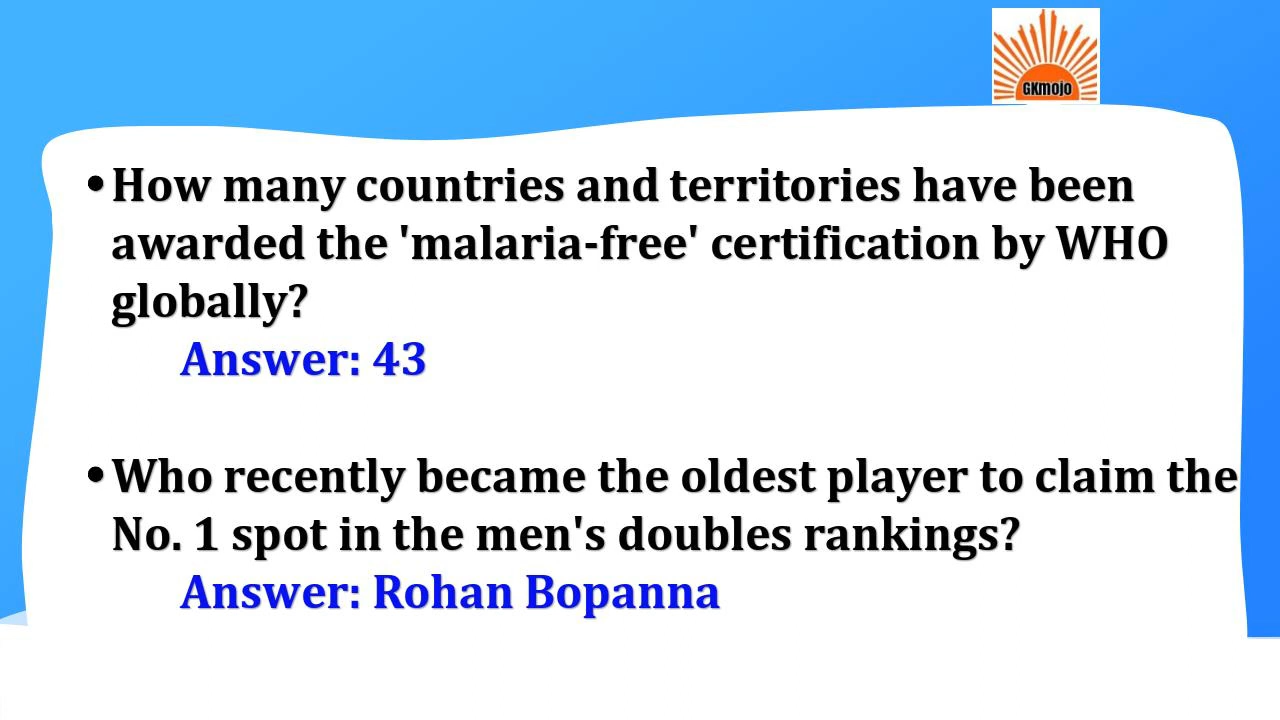 GKmojo
•How many countries and territories have been
awarded the 'malaria-free' certification by WHO
globally?
Answer: 43
•Who recently became the oldest player to claim the
No. 1 spot in the men's doubles rankings?
Answer: Rohan Bopanna